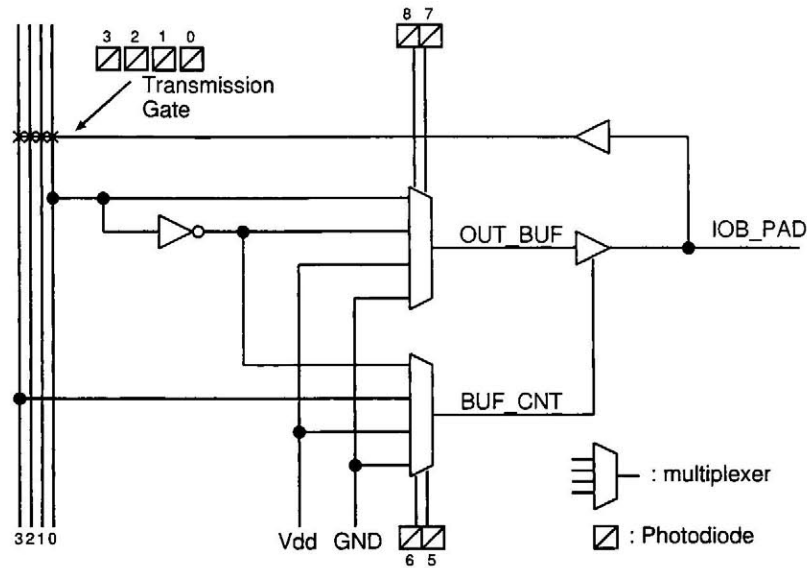 3 2 1 0
8 7
Transmission
Gate
OUT_BUF
IOB_PAD
BUF_CNT
: multiplexer
3210
Vdd
GND
6 5
: Photodiode